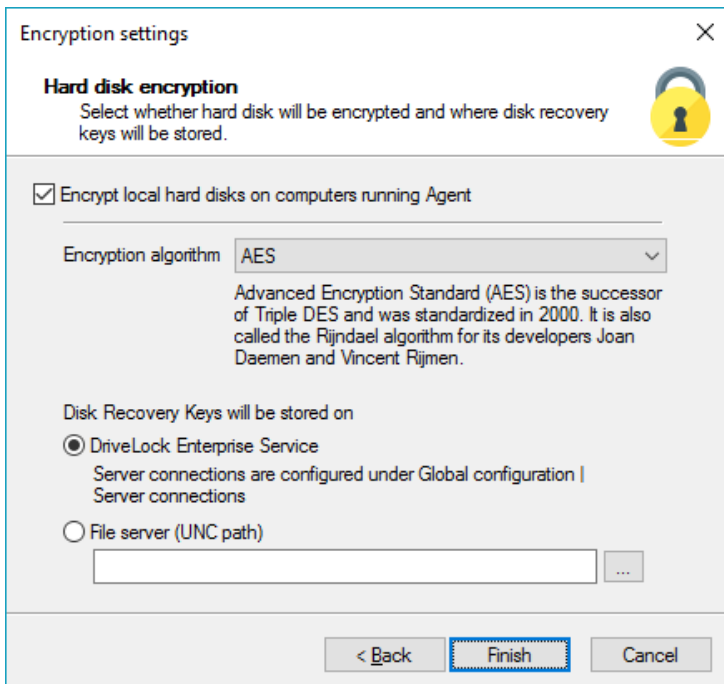 Encryption settings
Hard disk encryption
Select whether hard disk will be encrypted and where disk recovery
keys will be stored.
Encrypt local hard disks on computers running Agent
Encryption algorithm AES
Advanced Encryption Standard (AES) is the successor
of Triple DES and was standardized in 2000. It is also
called the Rijndael algorithm for its developers Joan
Daemen and Vincent Rijmen.
Disk Recovery Keys will be stored on
DriveLock Enterprise Service
Server connections are configured under Global configuration |
Server connections
File server (UNC path)
...
< Back Finish Cancel